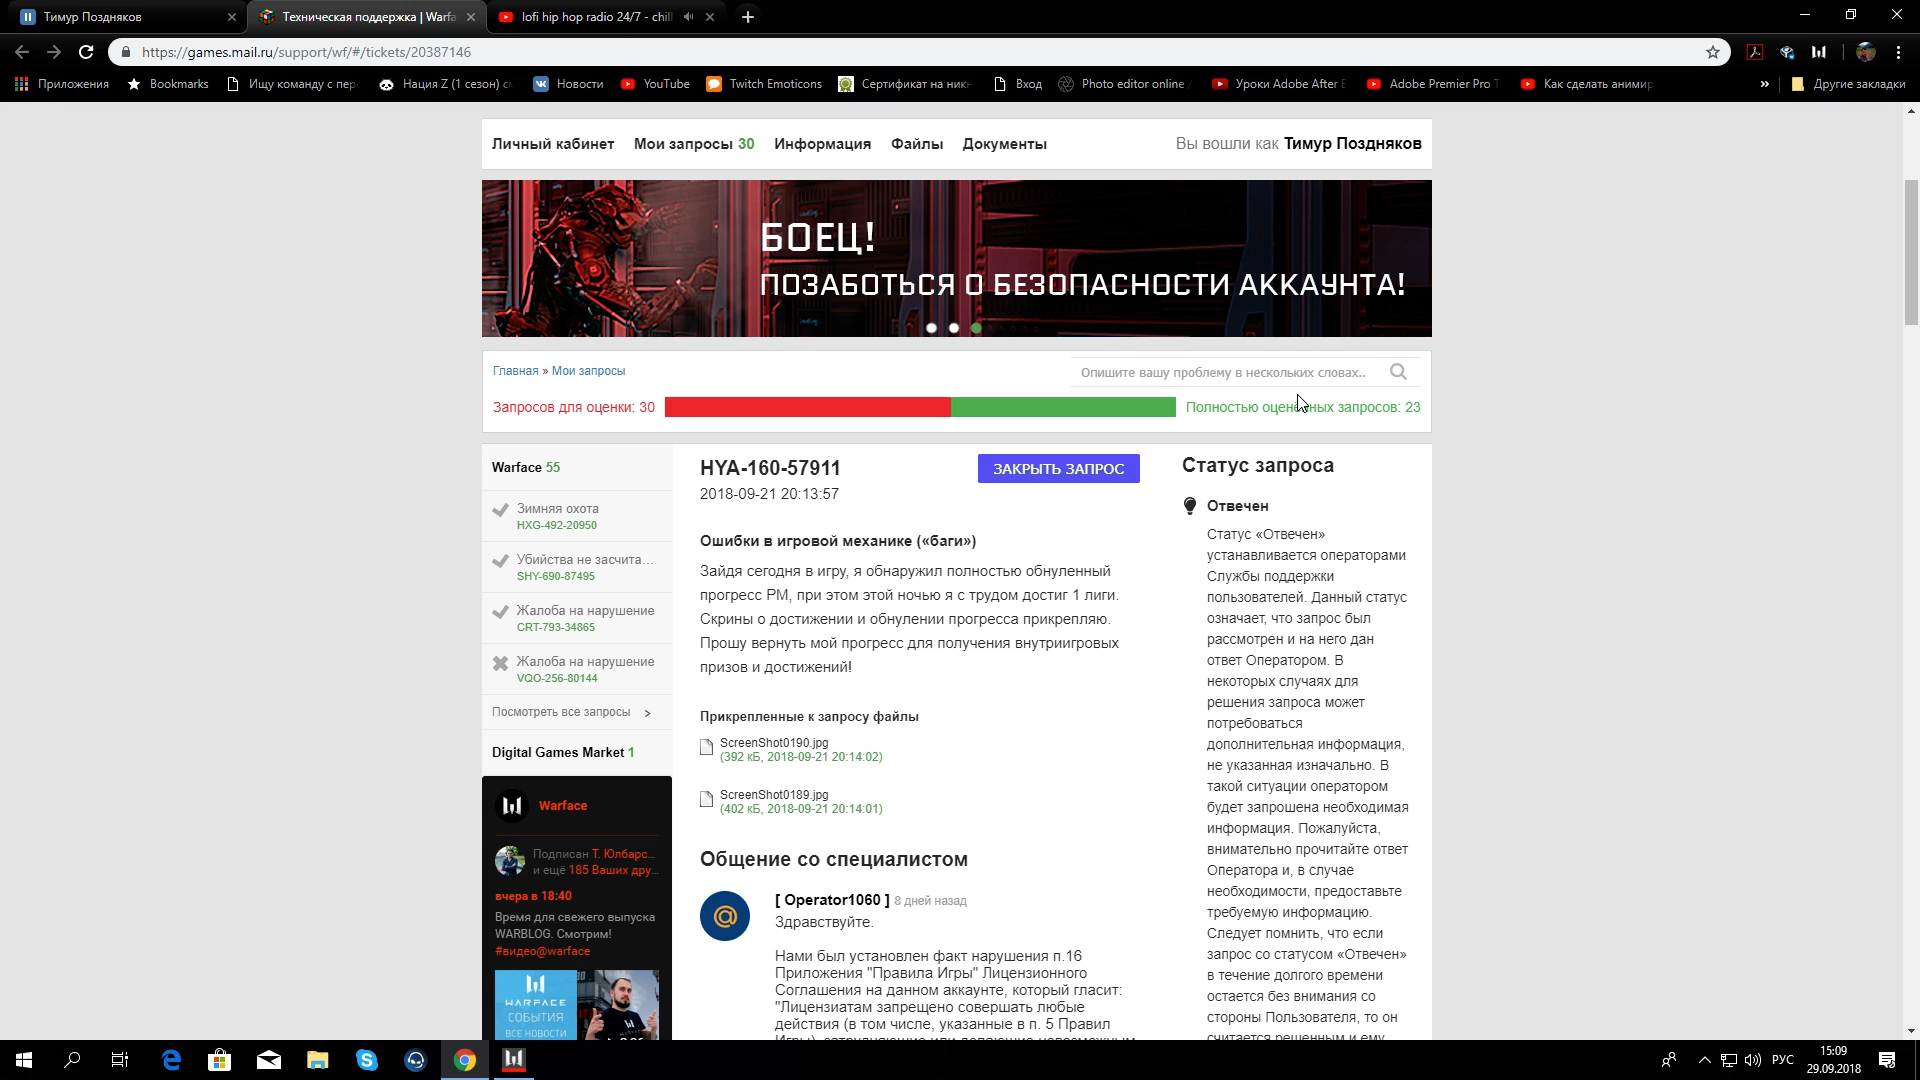 Тимур Поздняков
Техническая поддержка | Warfa
lofi hip hop radio 24/7 - chill
https://games.mail.ru/support/wf/#/tickets/20387146
Приложения
Bookmarks
Ищу команду с пер
Нация Z (1 сезон) см
Новости
YouTube
Twitch Emoticons
Сертификат на никн
Вход
Photo editor online /
Уроки Adobe After E
Adobe Premier Pro T
Как сделать анимир
»
Другие закладки
Личный кабинет
Мои запросы 30
Информация
Файлы
Документы
Вы вошли как Тимур Поздняков
БОЕЦ!
ПОЗАБОТЬСЯ О БЕЗОПАСНОСТИ АККАУНТА!
Главная » Мои запросы
Опишите вашу проблему в нескольких словах..
Запросов для оценки: 30
Полностью оценённых запросов: 23
Warface 55
Зимняя охота
HXG-492-20950
Убийства не засчита...
SHY-690-87495
Жалоба на нарушение
CRT-793-34865
Жалоба на нарушение
VQO-256-80144
Посмотреть все запросы >
Digital Games Market 1
Warface
Подписан Т. Юлбарс...
и ещё 185 Ваших дру...
вчера в 18:40
Время для свежего выпуска
WARBLOG. Смотрим!
#видео@warface
WARFACE
СОБЫТИЯ
ВСЕ НОВОСТИ
HYA-160-57911
ЗАКРЫТЬ ЗАПРОС
2018-09-21 20:13:57
Ошибки в игровой механике («баги»)
Зайдя сегодня в игру, я обнаружил полностью обнуленный
прогресс РМ, при этом этой ночью я с трудом достиг 1 лиги.
Скрины о достижении и обнулении прогресса прикрепляю.
Прошу вернуть мой прогресс для получения внутриигровых
призов и достижений!
Прикрепленные к запросу файлы
ScreenShot0190.jpg
(392 кБ, 2018-09-21 20:14:02)
ScreenShot0189.jpg
(402 кБ, 2018-09-21 20:14:01)
Общение со специалистом
[ Operator1060 ] 8 дней назад
Здравствуйте.
Нами был установлен факт нарушения п.16
Приложения "Правила Игры" Лицензионного
Соглашения на данном аккаунте, который гласит:
"Лицензиатам запрещено совершать любые
действия (в том числе, указанные в п. 5 Правил
Игры), затрудняющие или делающие невозможным
Статус запроса
Отвечен
Статус «Отвечен»
устанавливается операторами
Службы поддержки
пользователей. Данный статус
означает, что запрос был
рассмотрен и на него дан
ответ Оператором. В
некоторых случаях для
решения запроса может
потребоваться
дополнительная информация,
не указанная изначально. В
такой ситуации оператором
будет запрошена необходимая
информация. Пожалуйста,
внимательно прочитайте ответ
Оператора и, в случае
необходимости, предоставьте
требуемую информацию.
Следует помнить, что если
запрос со статусом «Отвечен»
в течение долгого времени
остается без внимания со
стороны Пользователя, то он
считается решенным и ему
РУС
15:09
29.09.2018